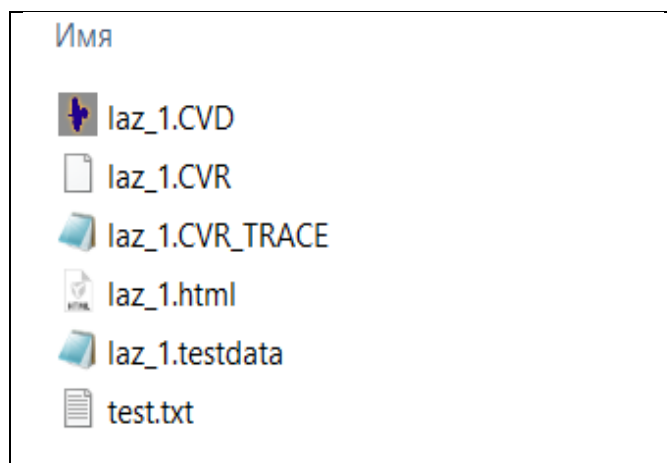 Имя
laz_1.CVD
laz_1.CVR
laz_1.CVR_TRACE
laz_1.html
laz_1.testdata
test.txt